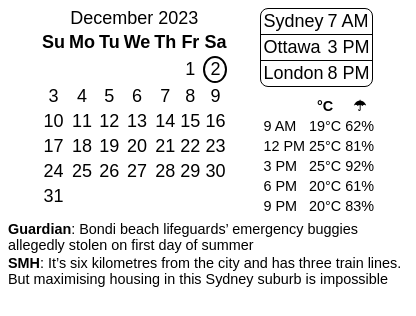 December 2023
Su Mo Tu We Th Fr Sa
1 2
3 4 5 6 7 8 9
10 11 12 13 14 15 16
17 18 19 20 21 22 23
24 25 26 27 28 29 30
31
Sydney 7 AM
Ottawa 3 PM
London 8 PM
°C ☂
9 AM 19°C 62%
12 PM 25°C 81%
3 PM 25°C 92%
6 PM 20°C 61%
9 PM 20°C 83%
Guardian: Bondi beach lifeguards’ emergency buggies
allegedly stolen on first day of summer
SMH: It’s six kilometres from the city and has three train lines.
But maximising housing in this Sydney suburb is impossible